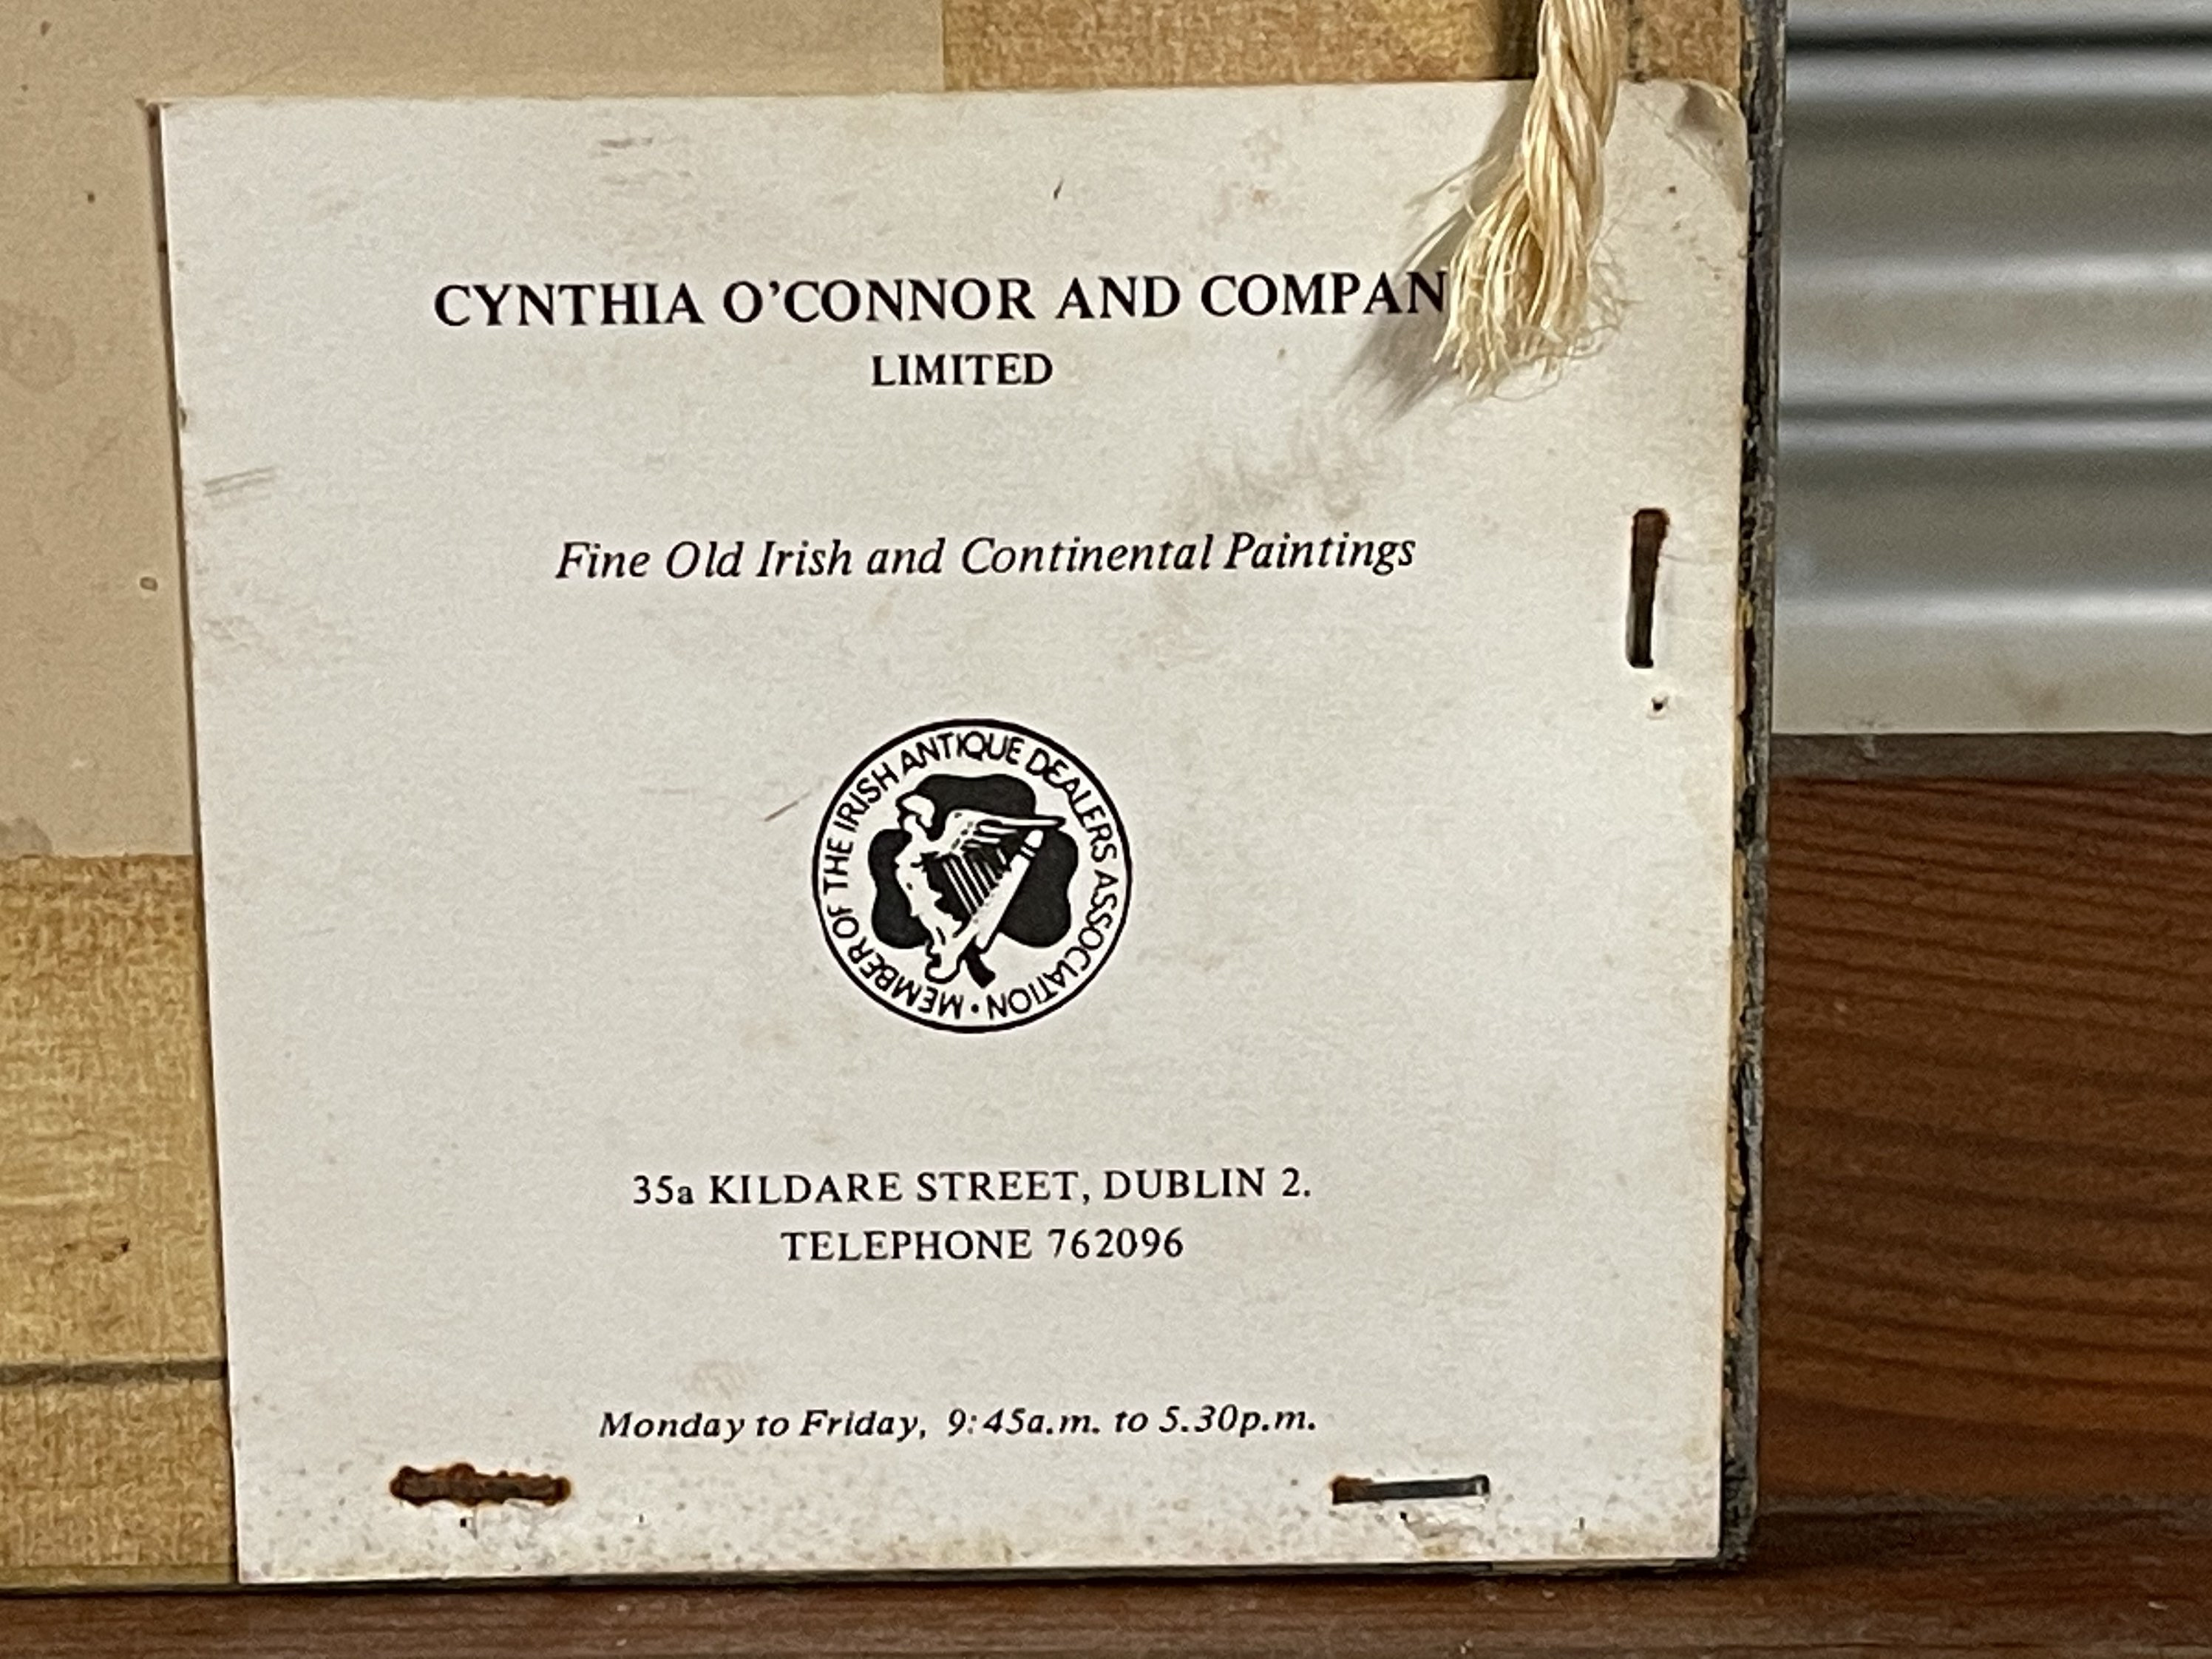 CYNTHIA O'CONNOR AND COMPAN
LIMITED
Fine Old Irish and Continental Paintings
MEMBER OF THE IRISH ANTIQUE DEALERS ASSOCIATION •
35a KILDARE STREET, DUBLIN 2.
TELEPHONE 762096
Monday to Friday, 9:45a.m. to 5.30p.m.